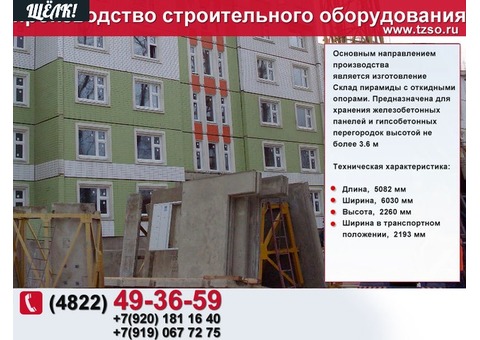 ЩЁЛК!
производство строительного оборудования
www.tzso.ru
Основным направлением
производства
является изготовление
Склад пирамиды с откидными
опорами. Предназначена для
хранения железобетонных
панелей и гипсобетонных
перегородок высотой не
более 3.6 м
Техническая характеристика:
Длина, 5082 мм
Ширина, 6030 мм
Высота, 2260 мм
Ширина в транспортном
положении, 2193 мм
(4822) 49-36-59
+7(920) 181 16 40
+7(919) 067 72 75